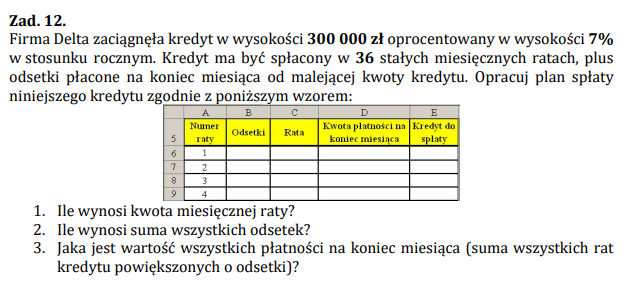 Zad. 12.
Firma Delta zaciągnęła kredyt w wysokości 300 000 zł oprocentowany w wysokości 7%
w stosunku rocznym. Kredyt ma być spłacony w 36 stałych miesięcznych ratach, plus
odsetki płacone na koniec miesiąca od malejącej kwoty kredytu. Opracuj plan spłaty
niniejszego kredytu zgodnie z poniższym wzorem:
A B C D E
5 Numer raty Odsetki Rata Kwota płatności na koniec miesiąca Kredyt do spłaty
6 1
7 2
8 3
9 4
1. Ile wynosi kwota miesięcznej raty?
2. Ile wynosi suma wszystkich odsetek?
3. Jaka jest wartość wszystkich płatności na koniec miesiąca (suma wszystkich rat
kredytu powiększonych o odsetki)?